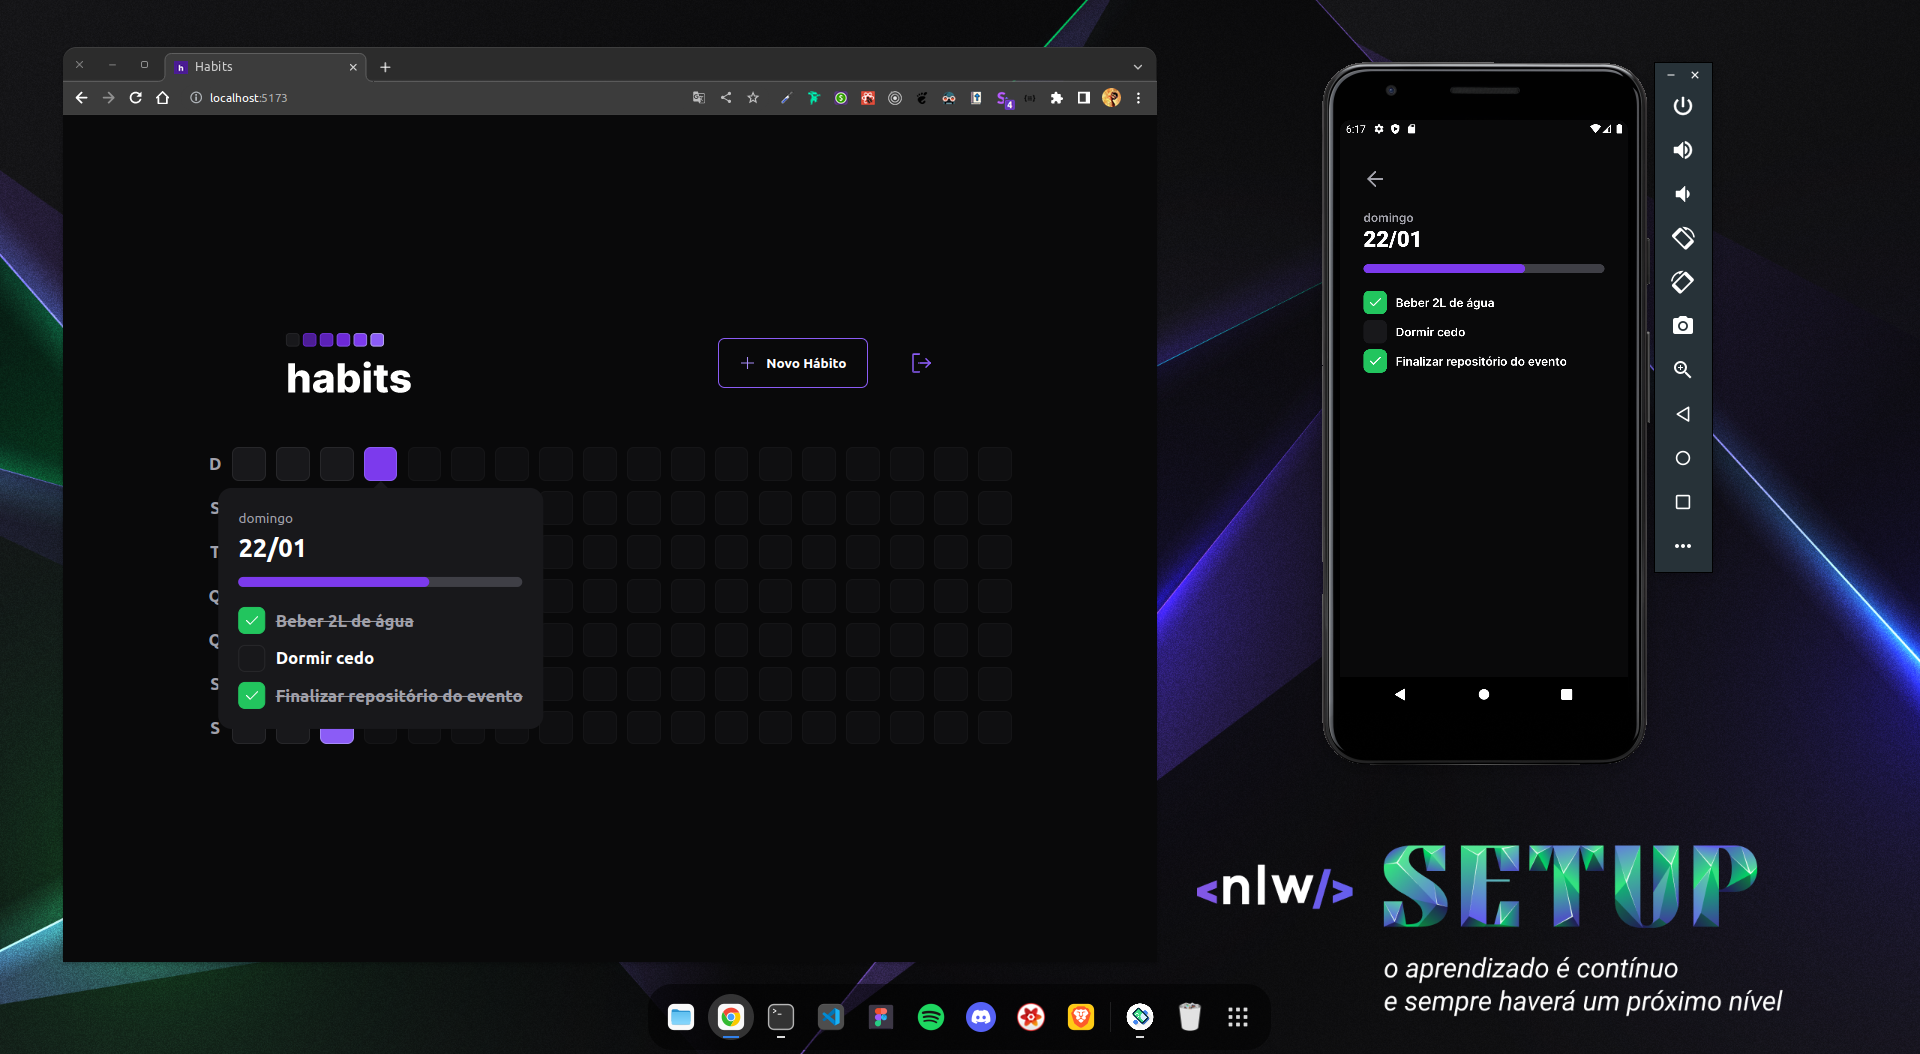 Habits
localhost:5173
habits
Novo Hábito
D
S
domingo
T
22/01
Q
Beber 2L de água
Q
Dormir cedo
S
Finalizar repositório do evento
S
6:17
domingo
22/01
Beber 2L de água
Dormir cedo
Finalizar repositório do evento
<nlw/> SETUP
o aprendizado é contínuo
e sempre haverá um próximo nível